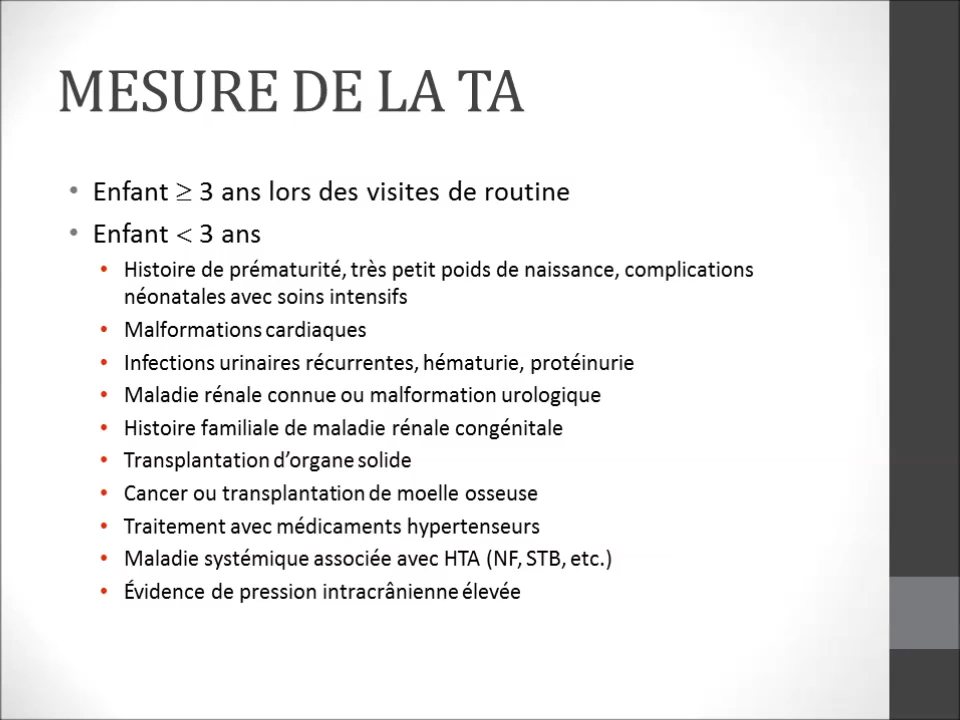 MESURE DE LA TA
• Enfant ≥ 3 ans lors des visites de routine
• Enfant < 3 ans
• Histoire de prématurité, très petit poids de naissance, complications
néonatales avec soins intensifs
• Malformations cardiaques
• Infections urinaires récurrentes, hématurie, protéinurie
• Maladie rénale connue ou malformation urologique
• Histoire familiale de maladie rénale congénitale
• Transplantation d’organe solide
• Cancer ou transplantation de moelle osseuse
• Traitement avec médicaments hypertenseurs
• Maladie systémique associée avec HTA (NF, STB, etc.)
• Évidence de pression intracrânienne élevée